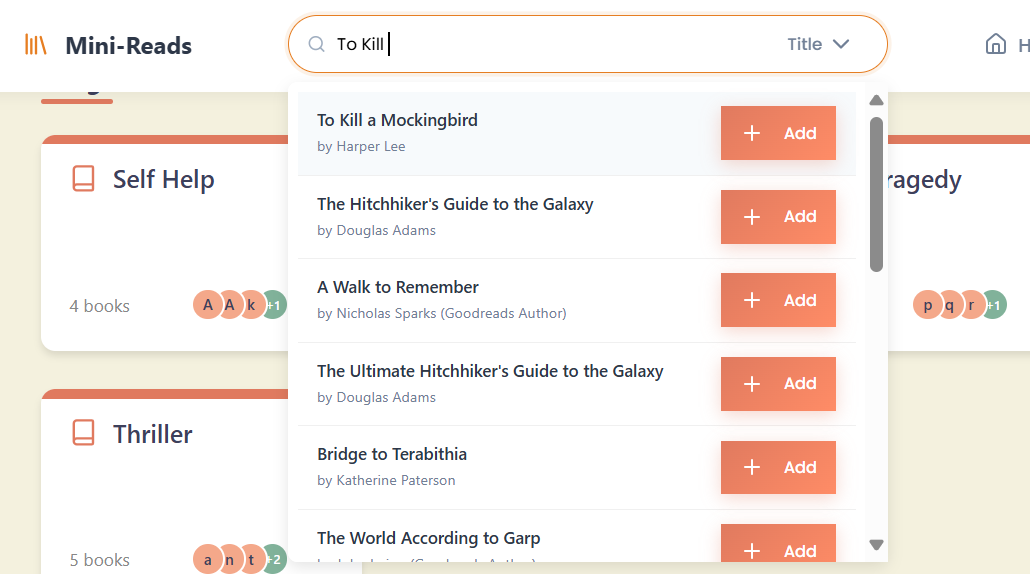 Mini-Reads
To Kill
Title
H
To Kill a Mockingbird
by Harper Lee
Add
The Hitchhiker's Guide to the Galaxy
by Douglas Adams
Add
A Walk to Remember
by Nicholas Sparks (Goodreads Author)
Add
The Ultimate Hitchhiker's Guide to the Galaxy
by Douglas Adams
Add
Bridge to Terabithia
by Katherine Paterson
Add
The World According to Garp
Add
Self Help
4 books
A A k +1
ragedy
p q r +1
Thriller
5 books
a n t +2